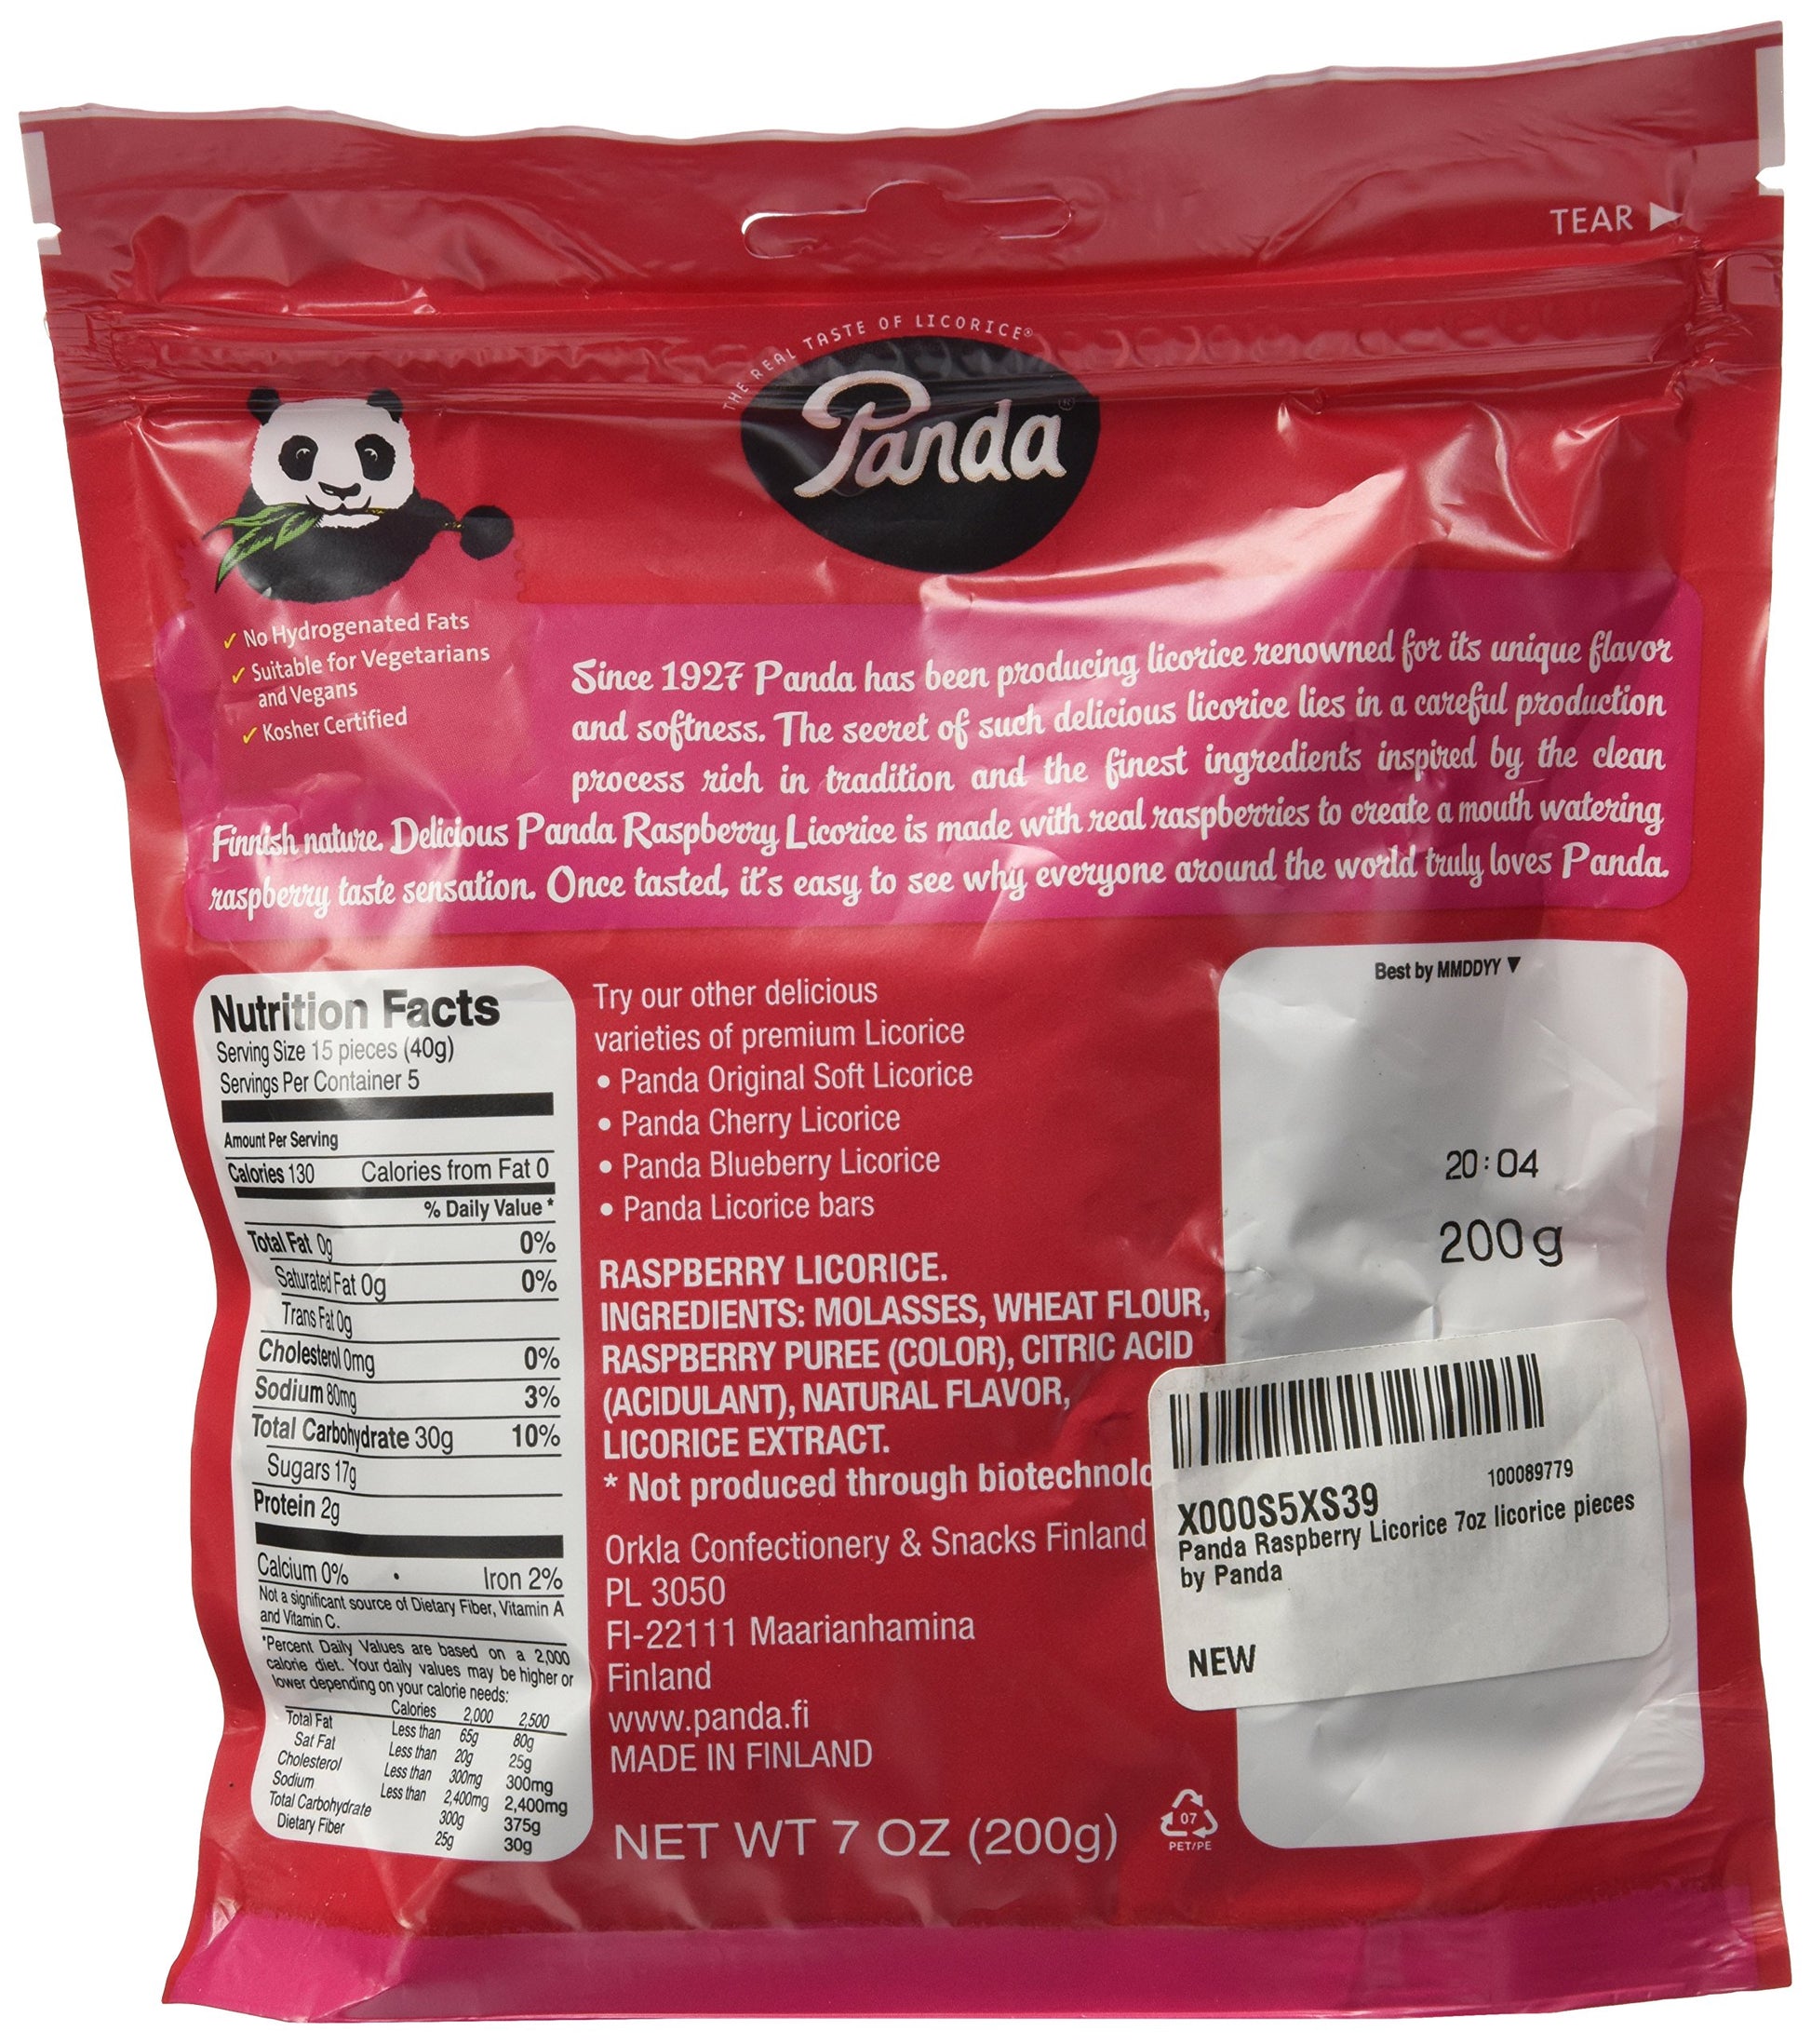 TEAR ▶
THE REAL TASTE OF LICORICE®
Panda®
✓ No Hydrogenated Fats
✓ Suitable for Vegetarians
and Vegans
✓ Kosher Certified
Since 1927 Panda has been producing licorice renowned for its unique flavor
and softness. The secret of such delicious licorice lies in a careful production
process rich in tradition and the finest ingredients inspired by the clean
Finnish nature. Delicious Panda Raspberry Licorice is made with real raspberries to create a mouth watering
raspberry taste sensation. Once tasted, it's easy to see why everyone around the world truly loves Panda.
Nutrition Facts
Serving Size 15 pieces (40g)
Servings Per Container 5
Amount Per Serving
Calories 130 Calories from Fat 0
% Daily Value *
Total Fat 0g 0%
Saturated Fat 0g 0%
Trans Fat 0g
Cholesterol 0mg 0%
Sodium 80mg 3%
Total Carbohydrate 30g 10%
Sugars 17g
Protein 2g
Calcium 0% • Iron 2%
Not a significant source of Dietary Fiber, Vitamin A
and Vitamin C.
*Percent Daily Values are based on a 2,000
calorie diet. Your daily values may be higher or
lower depending on your calorie needs:
Calories 2,000 2,500
Total Fat Less than 65g 80g
Sat Fat Less than 20g 25g
Cholesterol Less than 300mg 300mg
Sodium Less than 2,400mg 2,400mg
Total Carbohydrate 300g 375g
Dietary Fiber 25g 30g
Try our other delicious
varieties of premium Licorice
• Panda Original Soft Licorice
• Panda Cherry Licorice
• Panda Blueberry Licorice
• Panda Licorice bars
RASPBERRY LICORICE.
INGREDIENTS: MOLASSES, WHEAT FLOUR,
RASPBERRY PUREE (COLOR), CITRIC ACID
(ACIDULANT), NATURAL FLAVOR,
LICORICE EXTRACT.
* Not produced through biotechnolo
Orkla Confectionery & Snacks Finland
PL 3050
FI-22111 Maarianhamina
Finland
www.panda.fi
MADE IN FINLAND
NET WT 7 OZ (200g)
07
PET/PE
Best by MMDDYY ▼
20:04
200g
X000S5XS39 100089779
Panda Raspberry Licorice 7oz licorice pieces
by Panda
NEW